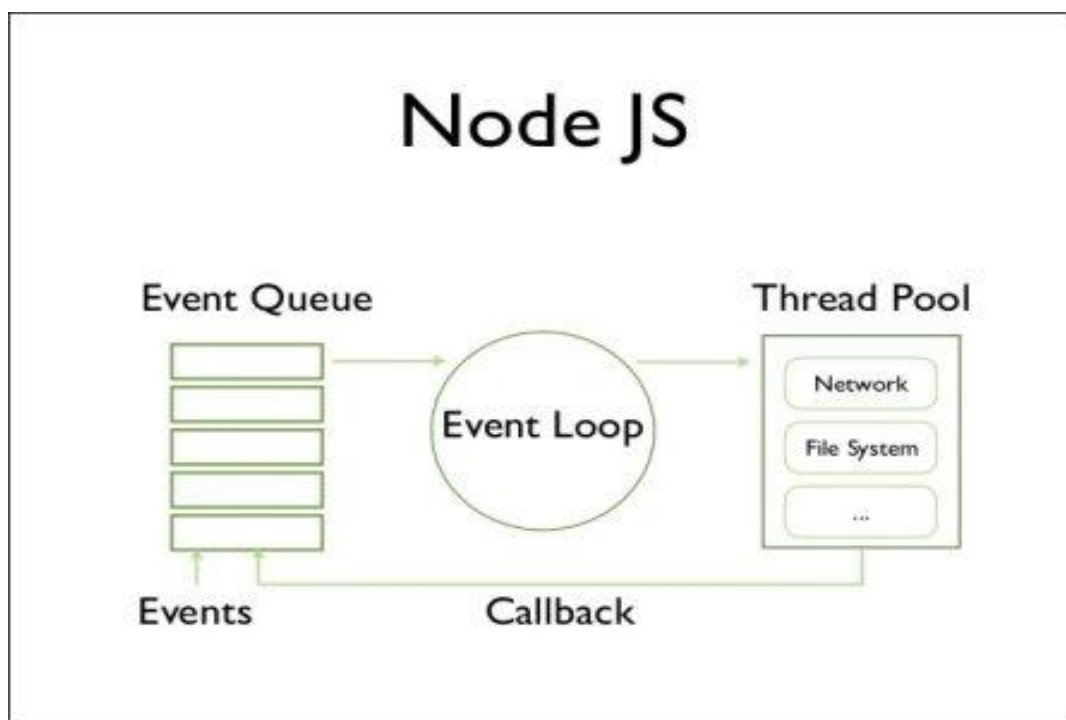 Node JS
Event Queue
Thread Pool
Network
Event Loop
File System
...
Events
Callback